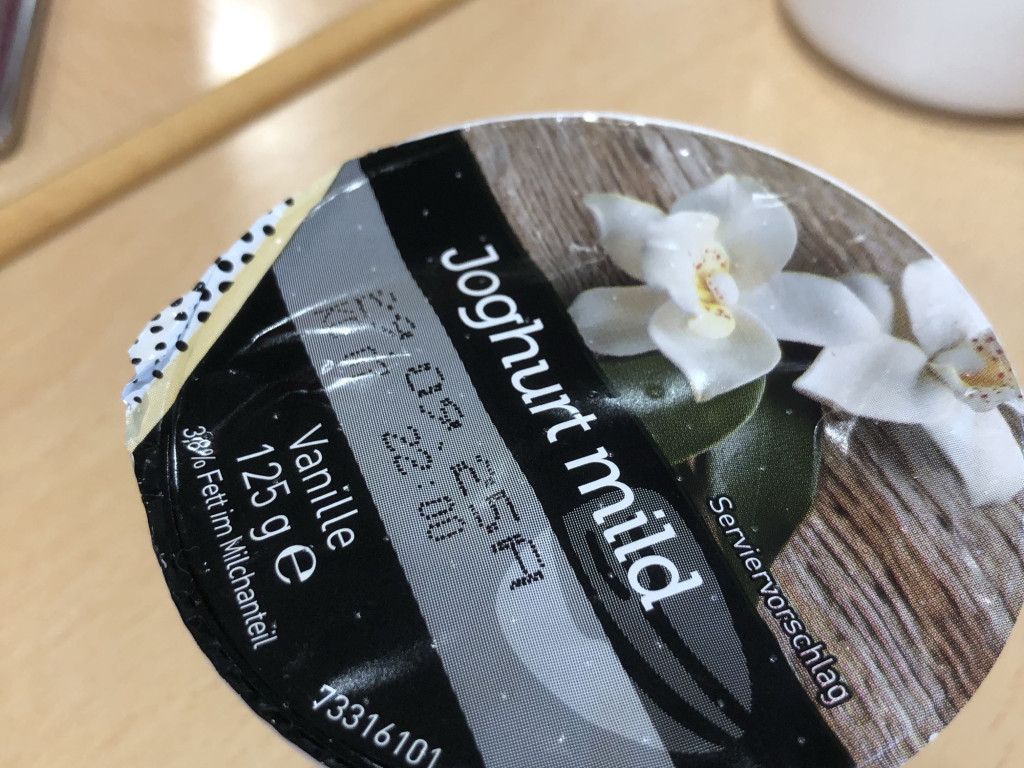 Joghurt mild
Serviervorschlag
Vanille
125 g e
3,8% Fett im Milchanteil
73316101